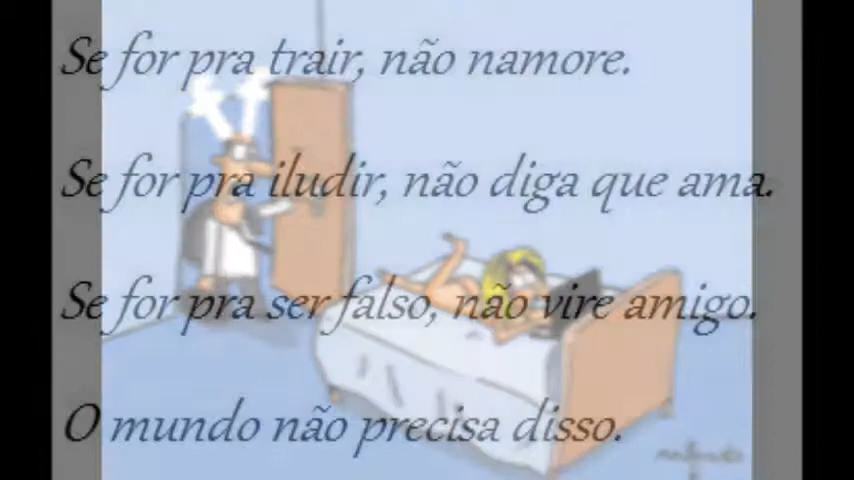 Se for pra trair, não namore.
Se for pra iludir, não diga que ama.
Se for pra ser falso, não vire amigo.
O mundo não precisa disso.